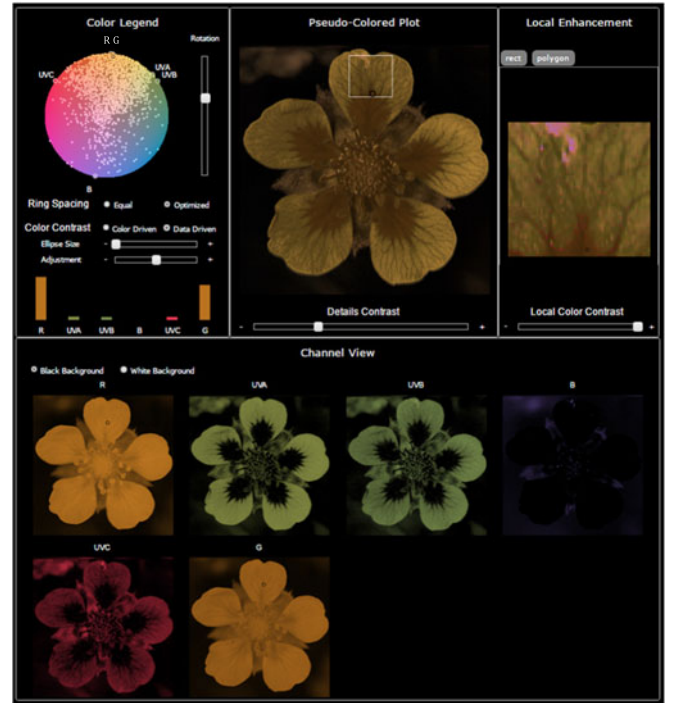 Color Legend
R G
Rotation
UVC
UVA
UVB
B
Ring Spacing Equal Optimized
Color Contrast Color Driven Data Driven
Ellipse Size - +
Adjustment - +
R UVA UVB B UVC G
Pseudo-Colored Plot
Details Contrast
- +
Local Enhancement
rect polygon
Local Color Contrast
- +
Channel View
Black Background White Background
R UVA UVB B
UVC G